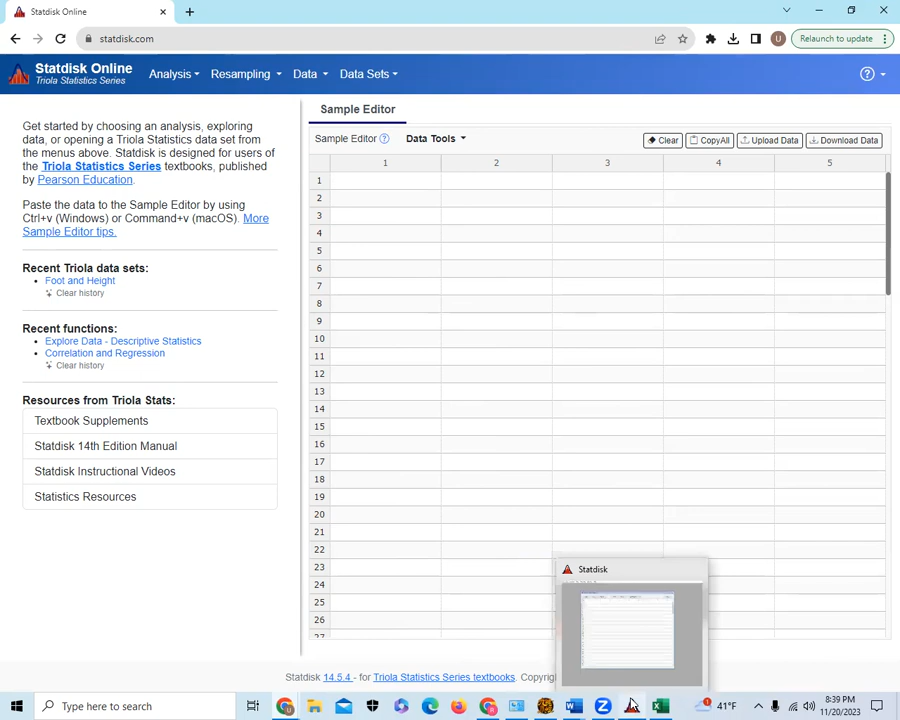 Statdisk Online
statdisk.com
Relaunch to update
U
Statdisk Online
Triola Statistics Series
Analysis
Resampling
Data
Data Sets
?
Get started by choosing an analysis, exploring
data, or opening a Triola Statistics data set from
the menus above. Statdisk is designed for users of
the Triola Statistics Series textbooks, published
by Pearson Education.
Paste the data to the Sample Editor by using
Ctrl+v (Windows) or Command+v (macOS). More
Sample Editor tips.
Recent Triola data sets:
Foot and Height
Clear history
Recent functions:
Explore Data - Descriptive Statistics
Correlation and Regression
Clear history
Resources from Triola Stats:
Textbook Supplements
Statdisk 14th Edition Manual
Statdisk Instructional Videos
Statistics Resources
Sample Editor
Sample Editor ?
Data Tools
Clear
CopyAll
Upload Data
Download Data
1 2 3 4 5
1
2
3
4
5
6
7
8
9
10
11
12
13
14
15
16
17
18
19
20
21
22
23
24
25
26
27
Statdisk
Statdisk 14.5.4 - for Triola Statistics Series textbooks. Copyrig
Type here to search
41°F
8:39 PM
11/20/2023